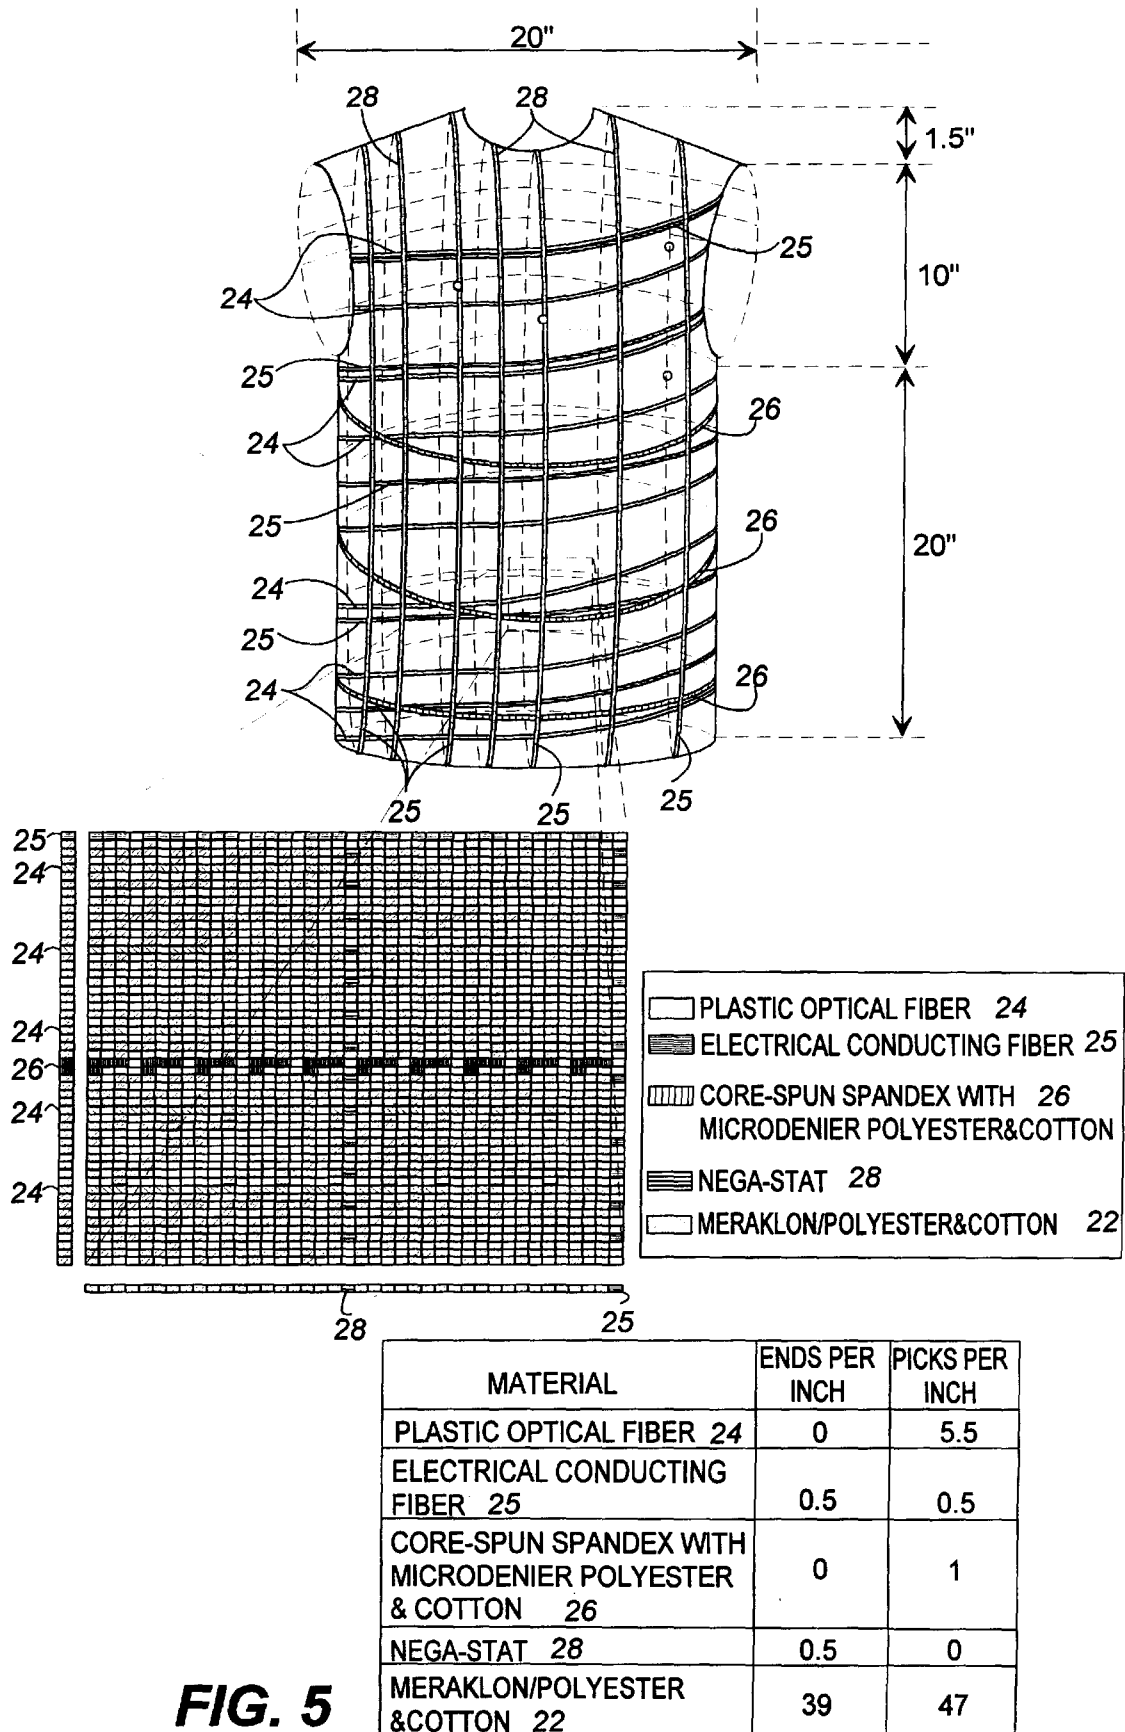 20"
28
28
1.5"
25
24
10"
25
26
24
25
26
20"
24
25
24
26
25
25
25
25
24
24
24
26
24
24
PLASTIC OPTICAL FIBER 24
ELECTRICAL CONDUCTING FIBER 25
CORE-SPUN SPANDEX WITH 26
MICRODENIER POLYESTER&COTTON
NEGA-STAT 28
MERAKLON/POLYESTER&COTTON 22
28
25
MATERIAL
ENDS PER
INCH
PICKS PER
INCH
PLASTIC OPTICAL FIBER 24
0
5.5
ELECTRICAL CONDUCTING
FIBER 25
0.5
0.5
CORE-SPUN SPANDEX WITH
MICRODENIER POLYESTER
& COTTON 26
0
1
NEGA-STAT 28
0.5
0
MERAKLON/POLYESTER
&COTTON 22
39
47
FIG. 5